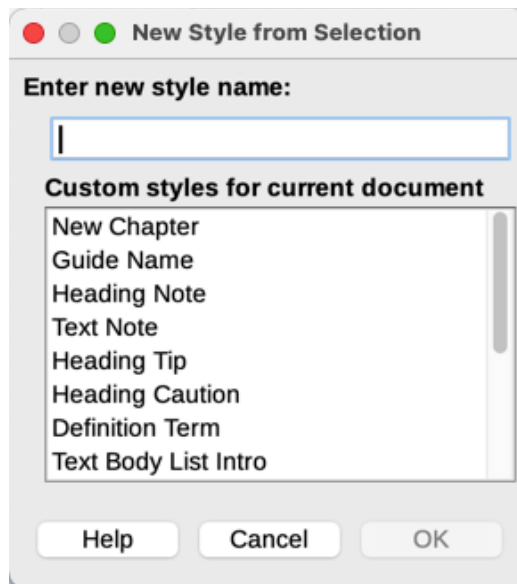 New Style from Selection
Enter new style name:
Custom styles for current document
New Chapter
Guide Name
Heading Note
Text Note
Heading Tip
Heading Caution
Definition Term
Text Body List Intro
Help Cancel OK